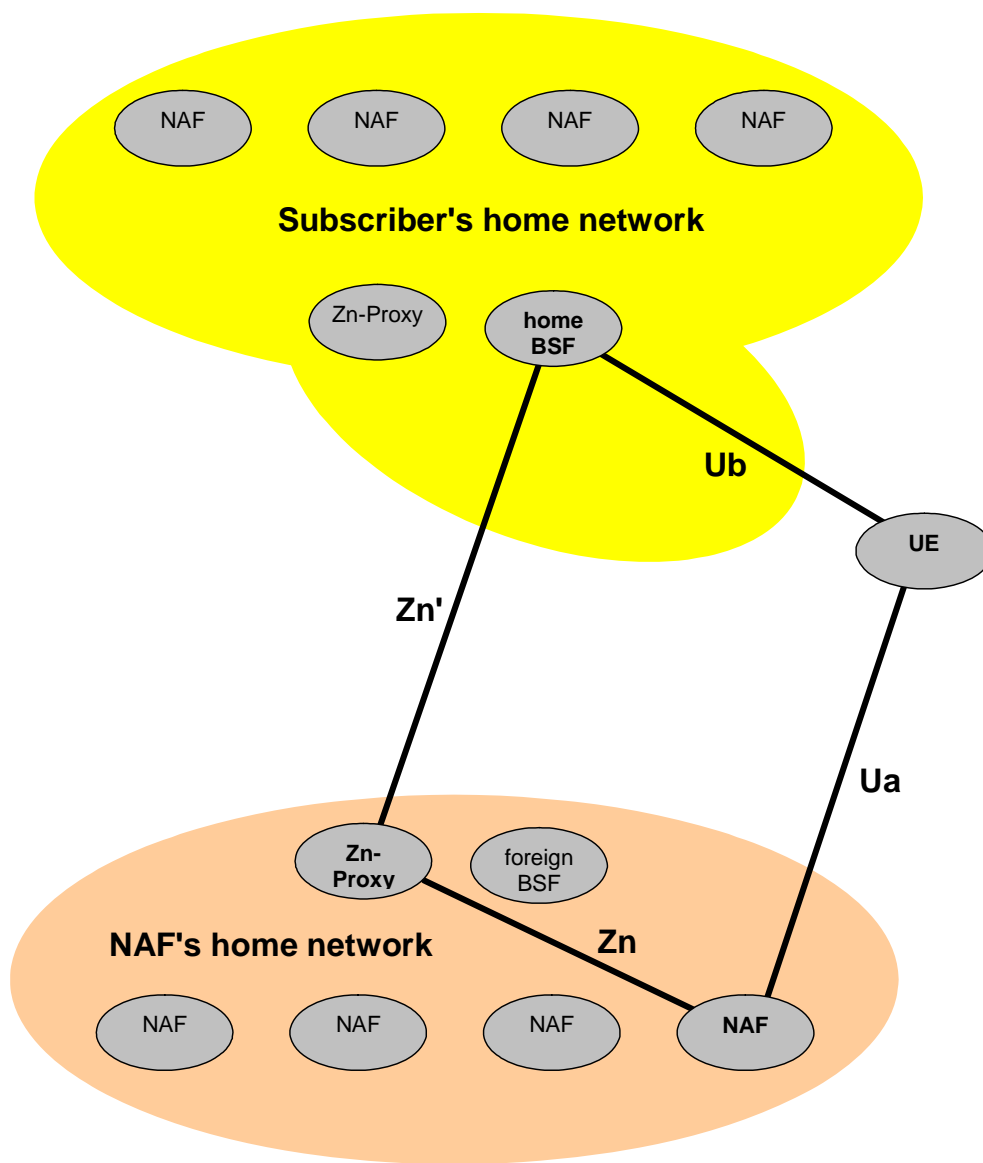 NAF
NAF
NAF
NAF
Subscriber's home network
Zn-Proxy
home
BSF
Ub
UE
Zn'
Ua
Zn-
Proxy
foreign
BSF
NAF's home network
Zn
NAF
NAF
NAF
NAF